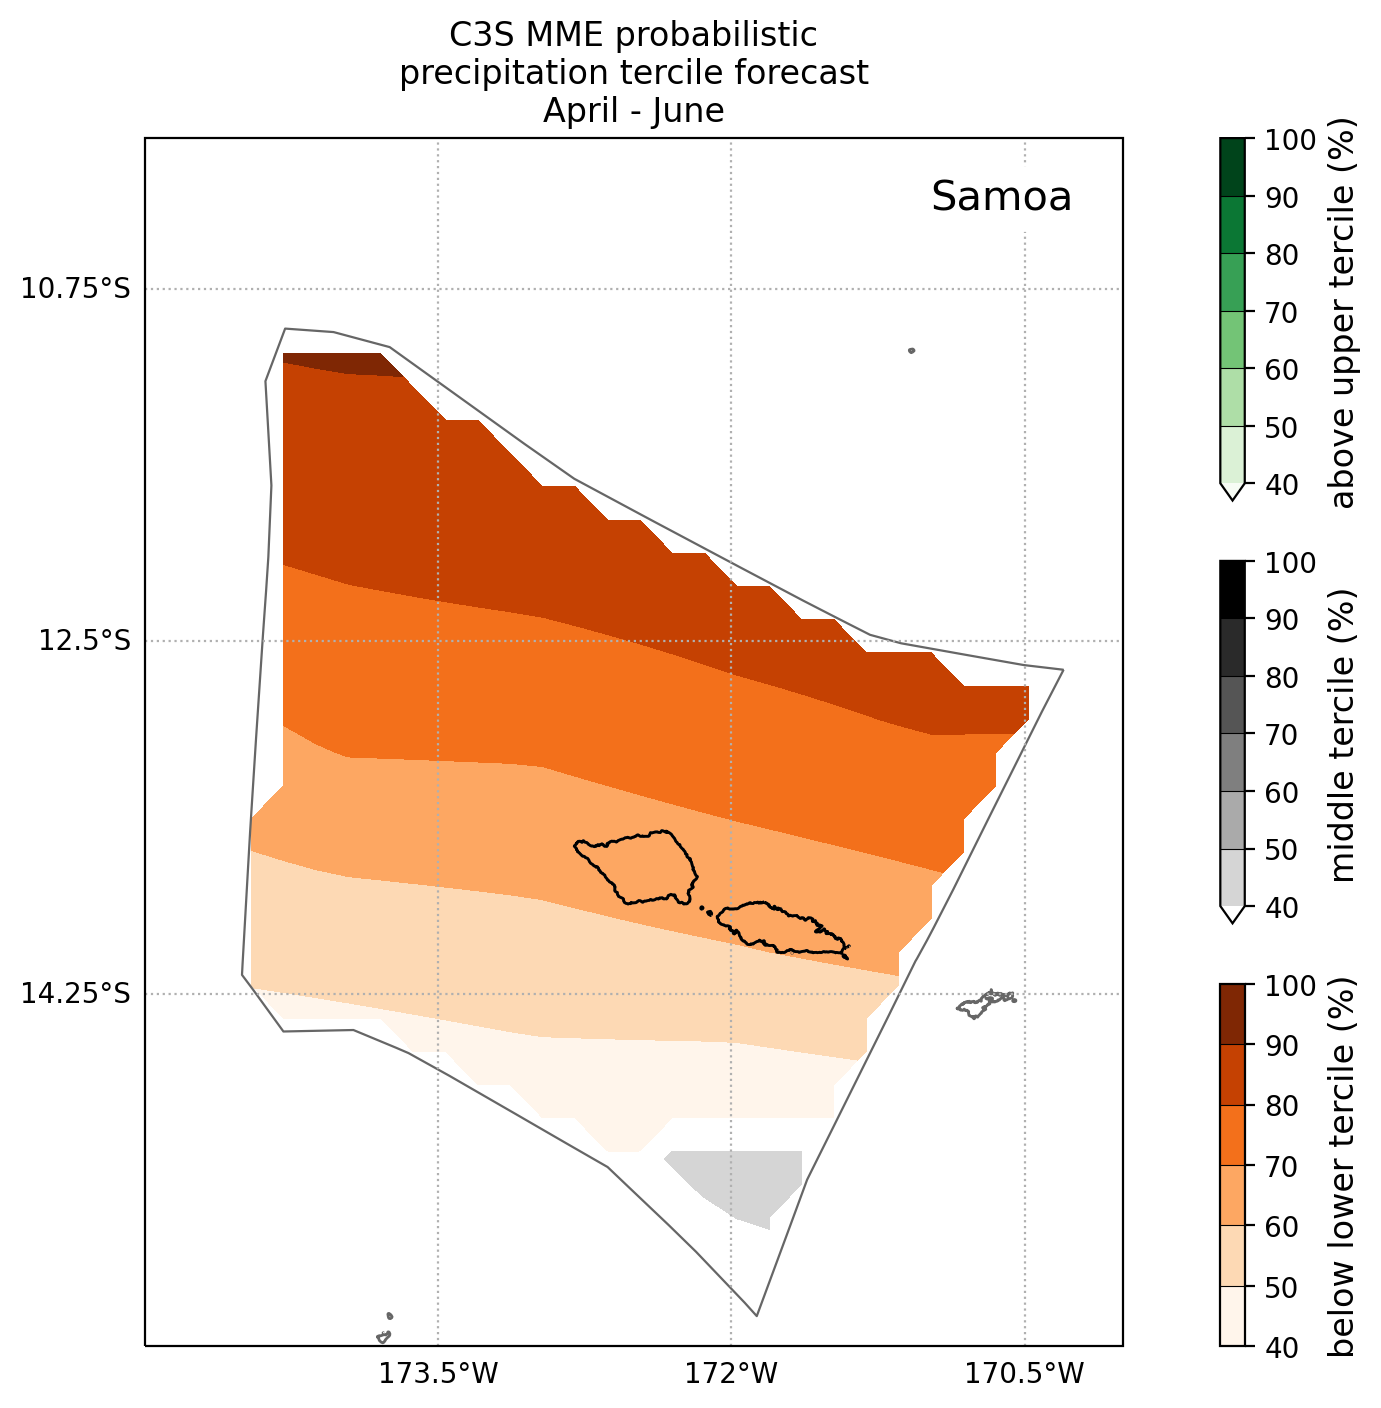 C3S MME probabilistic
precipitation tercile forecast
April - June
Samoa
10.75°S
12.5°S
14.25°S
173.5°W
172°W
170.5°W
100
90
80
70
60
50
40
above upper tercile (%)
100
90
80
70
60
50
40
middle tercile (%)
100
90
80
70
60
50
40
below lower tercile (%)